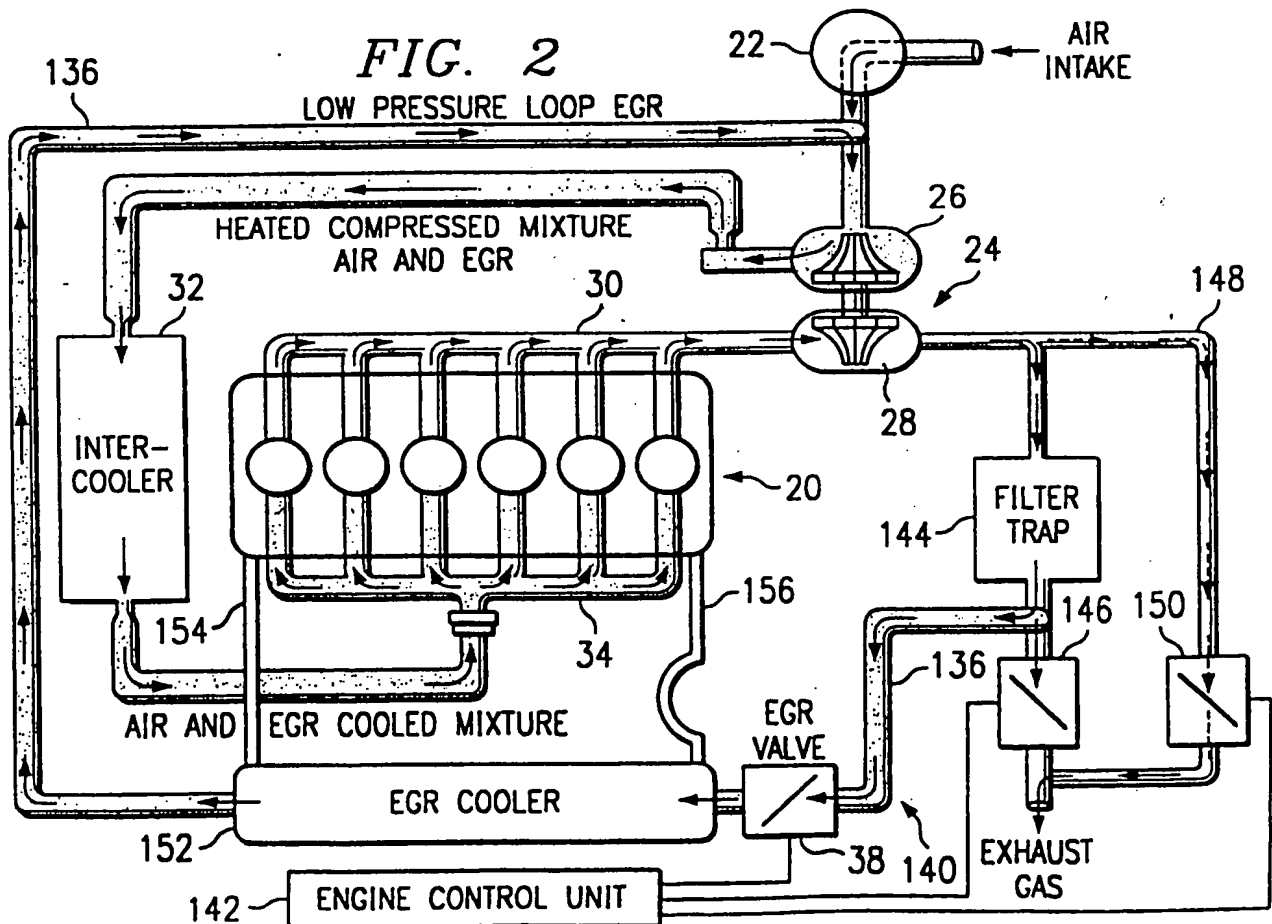 FIG. 2
22
AIR
INTAKE
136
LOW PRESSURE LOOP EGR
26
HEATED COMPRESSED MIXTURE
AIR AND EGR
24
32
30
148
28
INTER-
COOLER
20
FILTER
TRAP
144
154
156
146
150
34
136
AIR AND EGR COOLED MIXTURE
EGR
VALVE
EGR COOLER
152
38
140
EXHAUST
GAS
142
ENGINE CONTROL UNIT